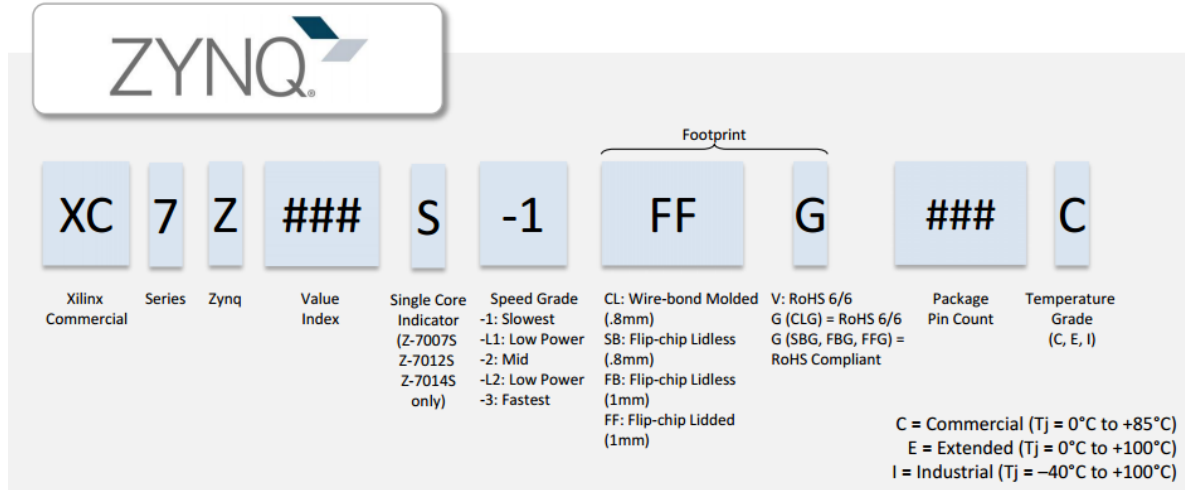 ZYNQ®
Footprint
XC 7 Z ### S -1 FF G ### C
Xilinx
Commercial
Series
Zynq
Value
Index
Single Core
Indicator
(Z-7007S
Z-7012S
Z-7014S
only)
Speed Grade
-1: Slowest
-L1: Low Power
-2: Mid
-L2: Low Power
-3: Fastest
CL: Wire-bond Molded
(.8mm)
SB: Flip-chip Lidless
(.8mm)
FB: Flip-chip Lidless
(1mm)
FF: Flip-chip Lidded
(1mm)
V: RoHS 6/6
G (CLG) = RoHS 6/6
G (SBG, FBG, FFG) =
RoHS Compliant
Package
Pin Count
Temperature
Grade
(C, E, I)
C = Commercial (Tj = 0°C to +85°C)
E = Extended (Tj = 0°C to +100°C)
I = Industrial (Tj = –40°C to +100°C)